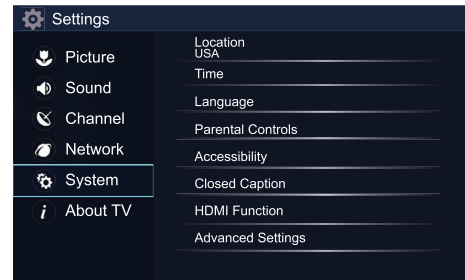 Settings
Picture
Sound
Channel
Network
System
About TV
Location
USA
Time
Language
Parental Controls
Accessibility
Closed Caption
HDMI Function
Advanced Settings